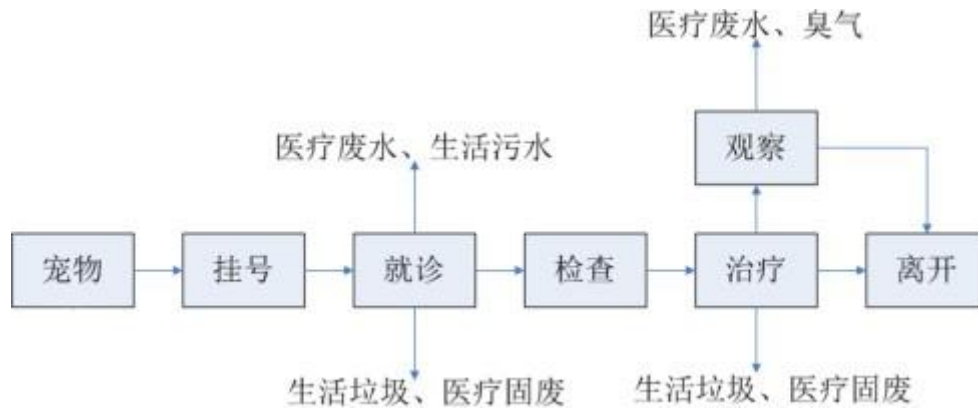 医疗废水、臭气
观察
医疗废水、生活污水
宠物
挂号
就诊
检查
治疗
离开
生活垃圾、医疗固废
生活垃圾、医疗固废